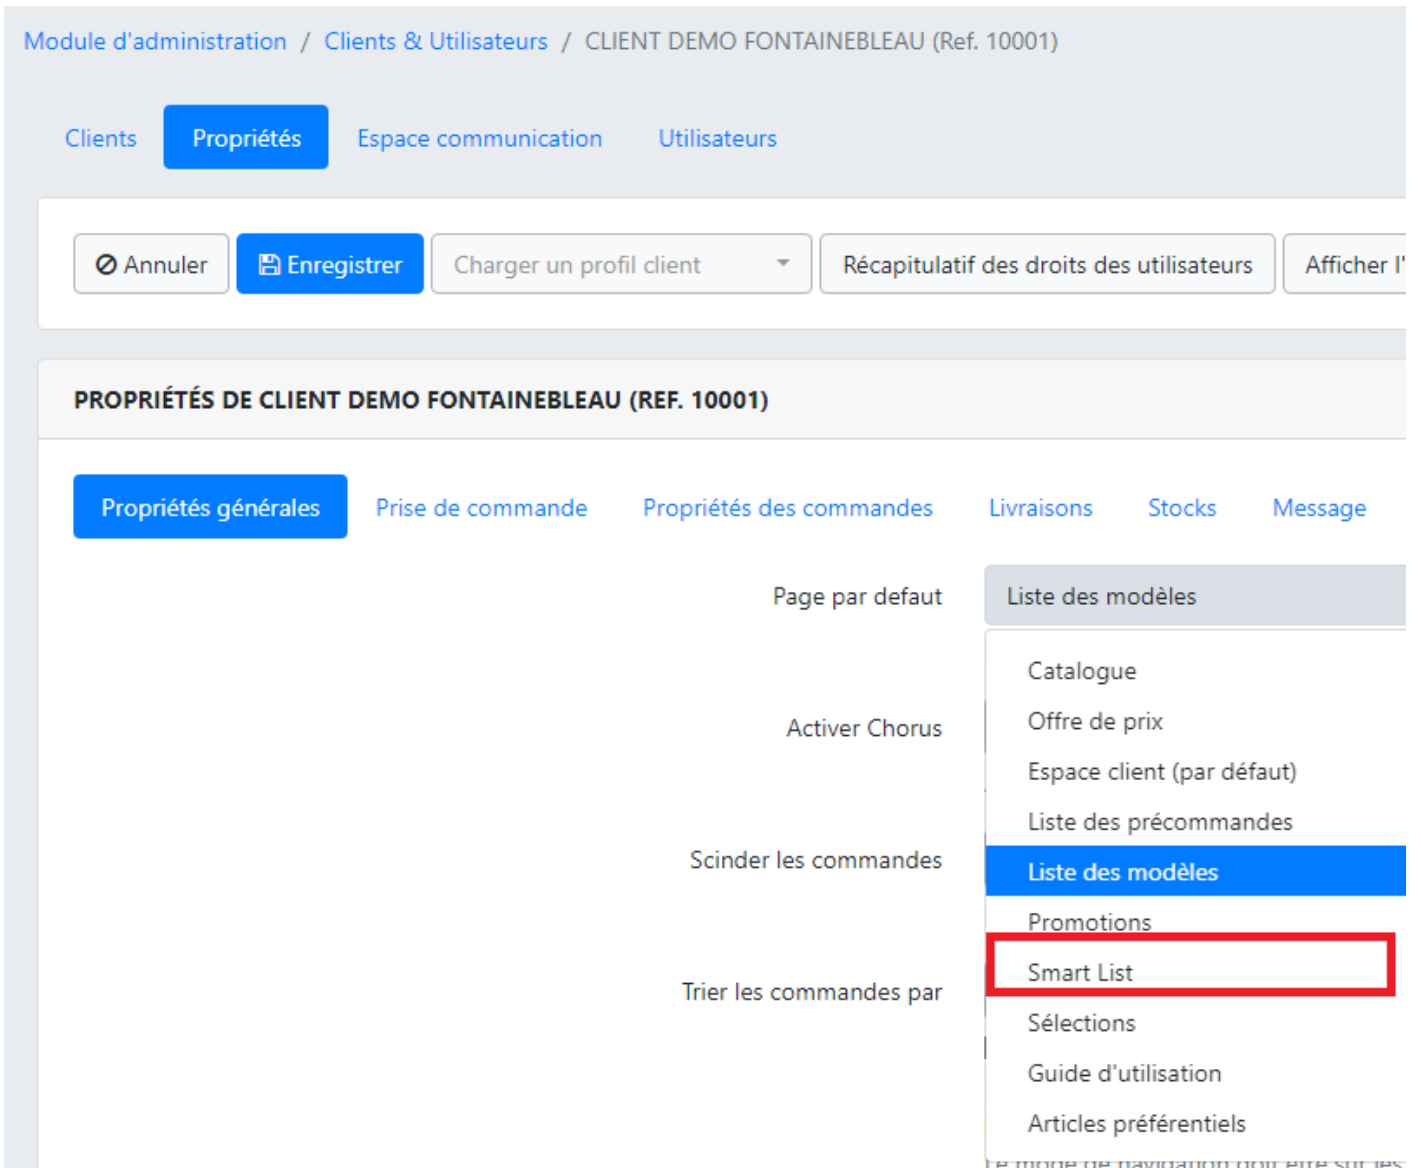 Module d'administration / Clients & Utilisateurs / CLIENT DEMO FONTAINEBLEAU (Ref. 10001)
Clients Propriétés Espace communication Utilisateurs
Annuler Enregistrer Charger un profil client Récapitulatif des droits des utilisateurs Afficher l'
PROPRIÉTÉS DE CLIENT DEMO FONTAINEBLEAU (REF. 10001)
Propriétés générales Prise de commande Propriétés des commandes Livraisons Stocks Message
Page par defaut Liste des modèles
Catalogue
Activer Chorus Offre de prix
Espace client (par défaut)
Liste des précommandes
Scinder les commandes Liste des modèles
Promotions
Smart List
Trier les commandes par
Sélections
Guide d'utilisation
Articles préférentiels